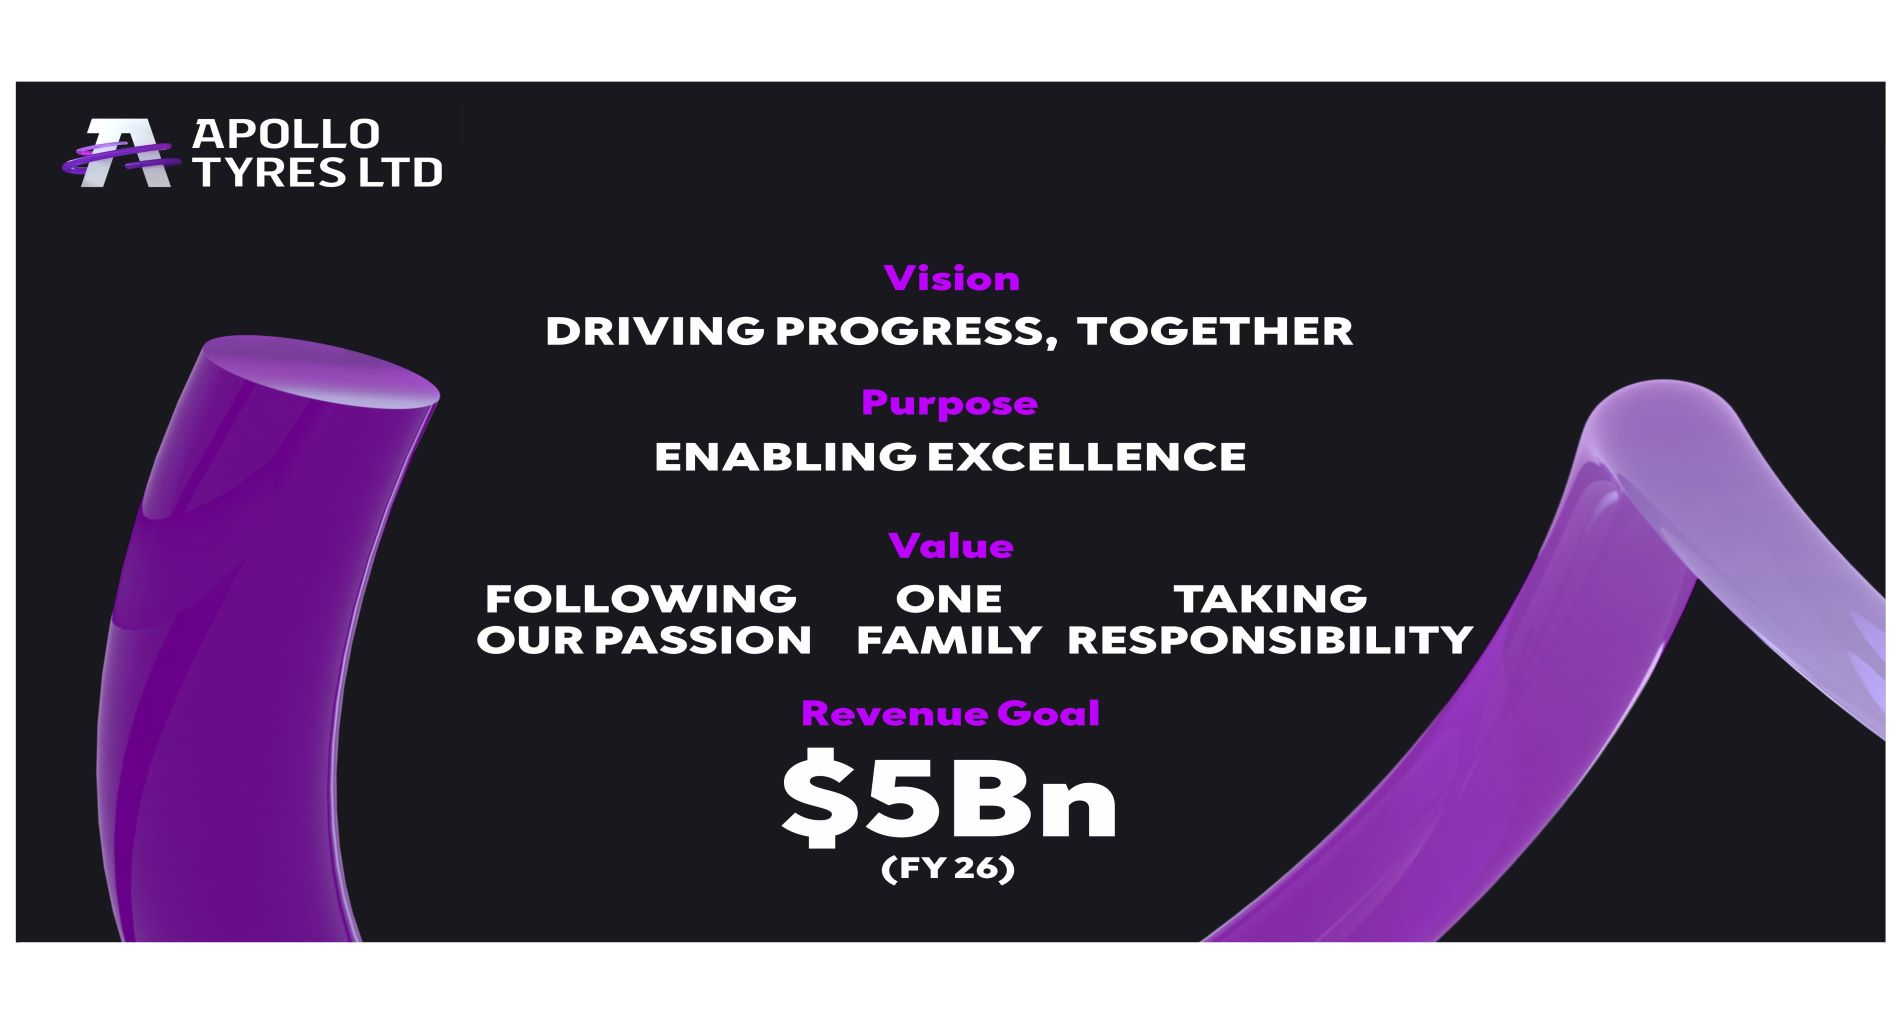 APOLLO
TYRES LTD
Vision
DRIVING PROGRESS, TOGETHER
Purpose
ENABLING EXCELLENCE
Value
FOLLOWING
OUR PASSION
ONE
FAMILY
TAKING
RESPONSIBILITY
Revenue Goal
$5Bn
(FY 26)